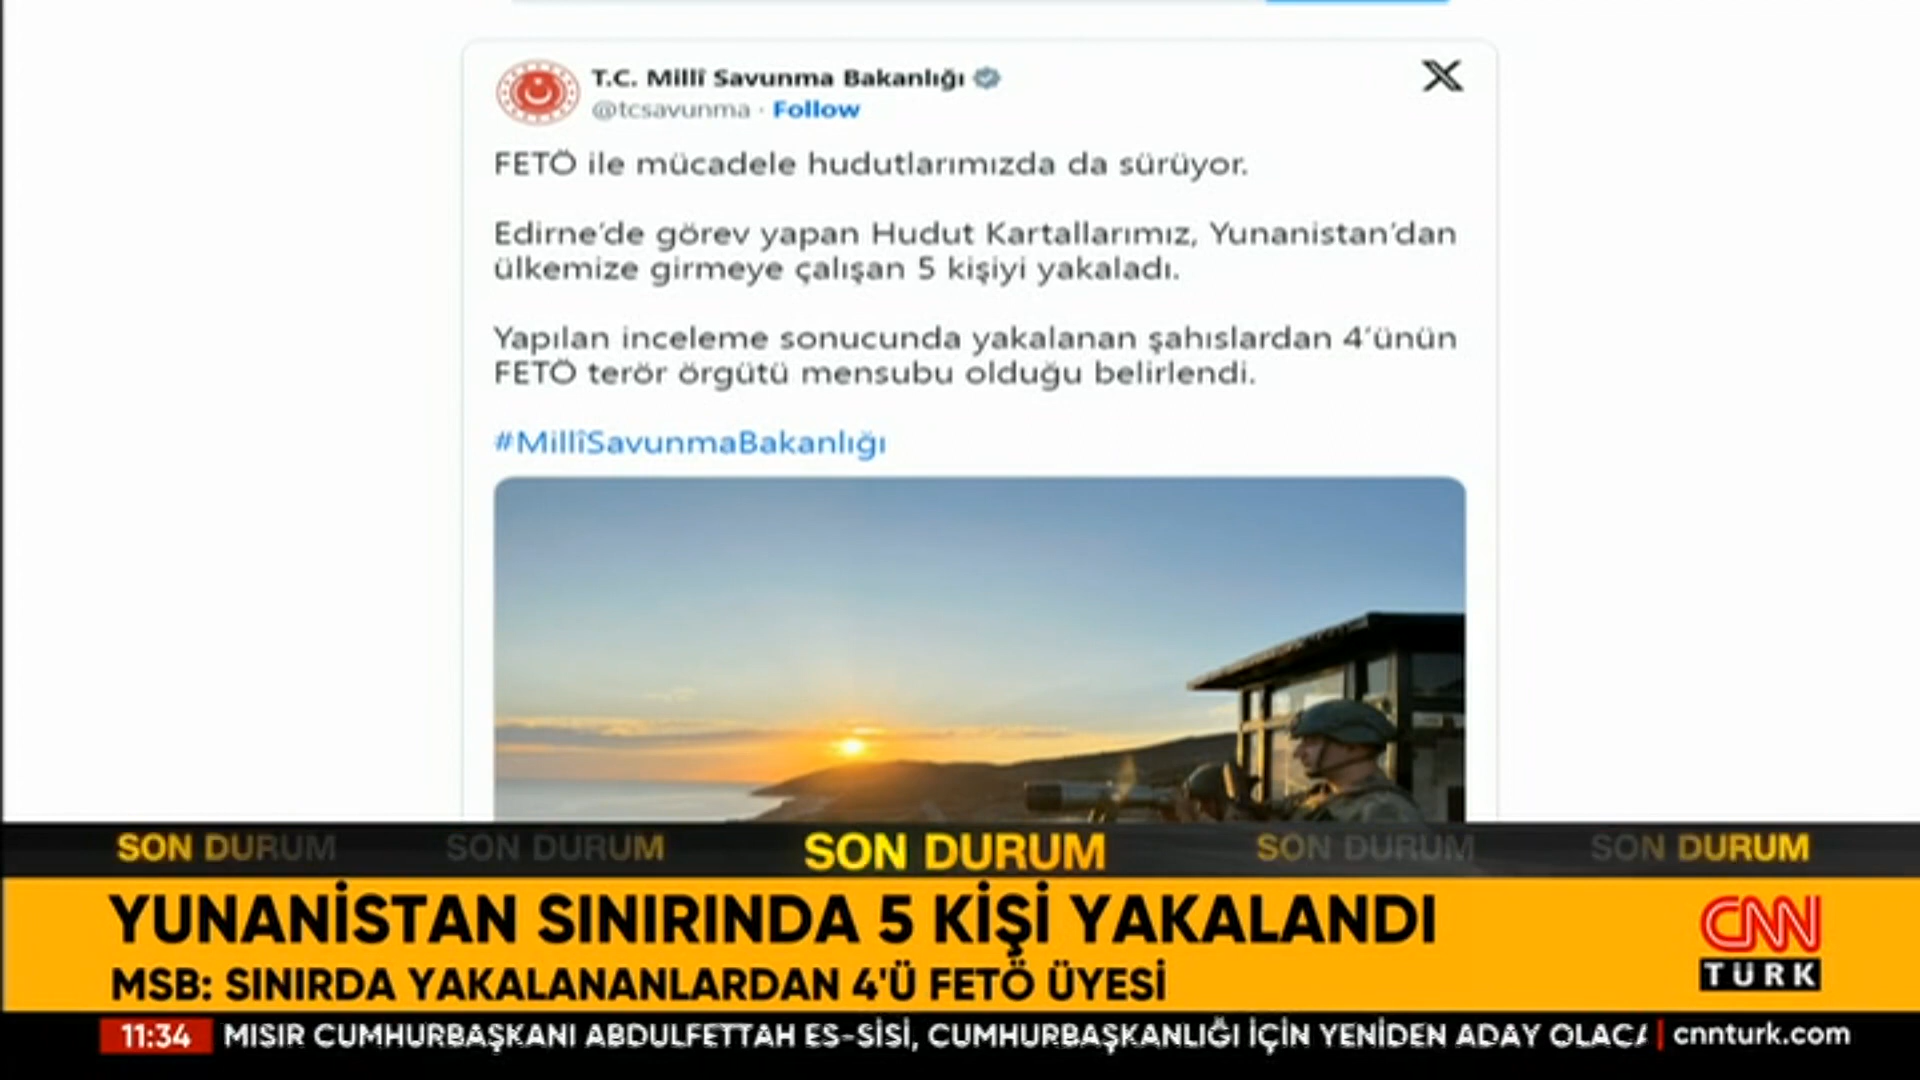 T.C. Millî Savunma Bakanlığı
@tcsavunma · Follow
FETÖ ile mücadele hudutlarımızda da sürüyor.
Edirne’de görev yapan Hudut Kartallarımız, Yunanistan’dan
ülkemize girmeye çalışan 5 kişiyi yakaladı.
Yapılan inceleme sonucunda yakalanan şahıslardan 4’ünün
FETÖ terör örgütü mensubu olduğu belirlendi.
#MillîSavunmaBakanlığı
SON DURUM SON DURUM SON DURUM SON DURUM SON DURUM
YUNANİSTAN SINIRINDA 5 KİŞİ YAKALANDI
MSB: SINIRDA YAKALANANLARDAN 4'Ü FETÖ ÜYESİ
CNN
TÜRK
11:34 MISIR CUMHURBAŞKANI ABDULFETTAH ES-SİSİ, CUMHURBAŞKANLIĞI İÇİN YENİDEN ADAY OLACA cnnturk.com